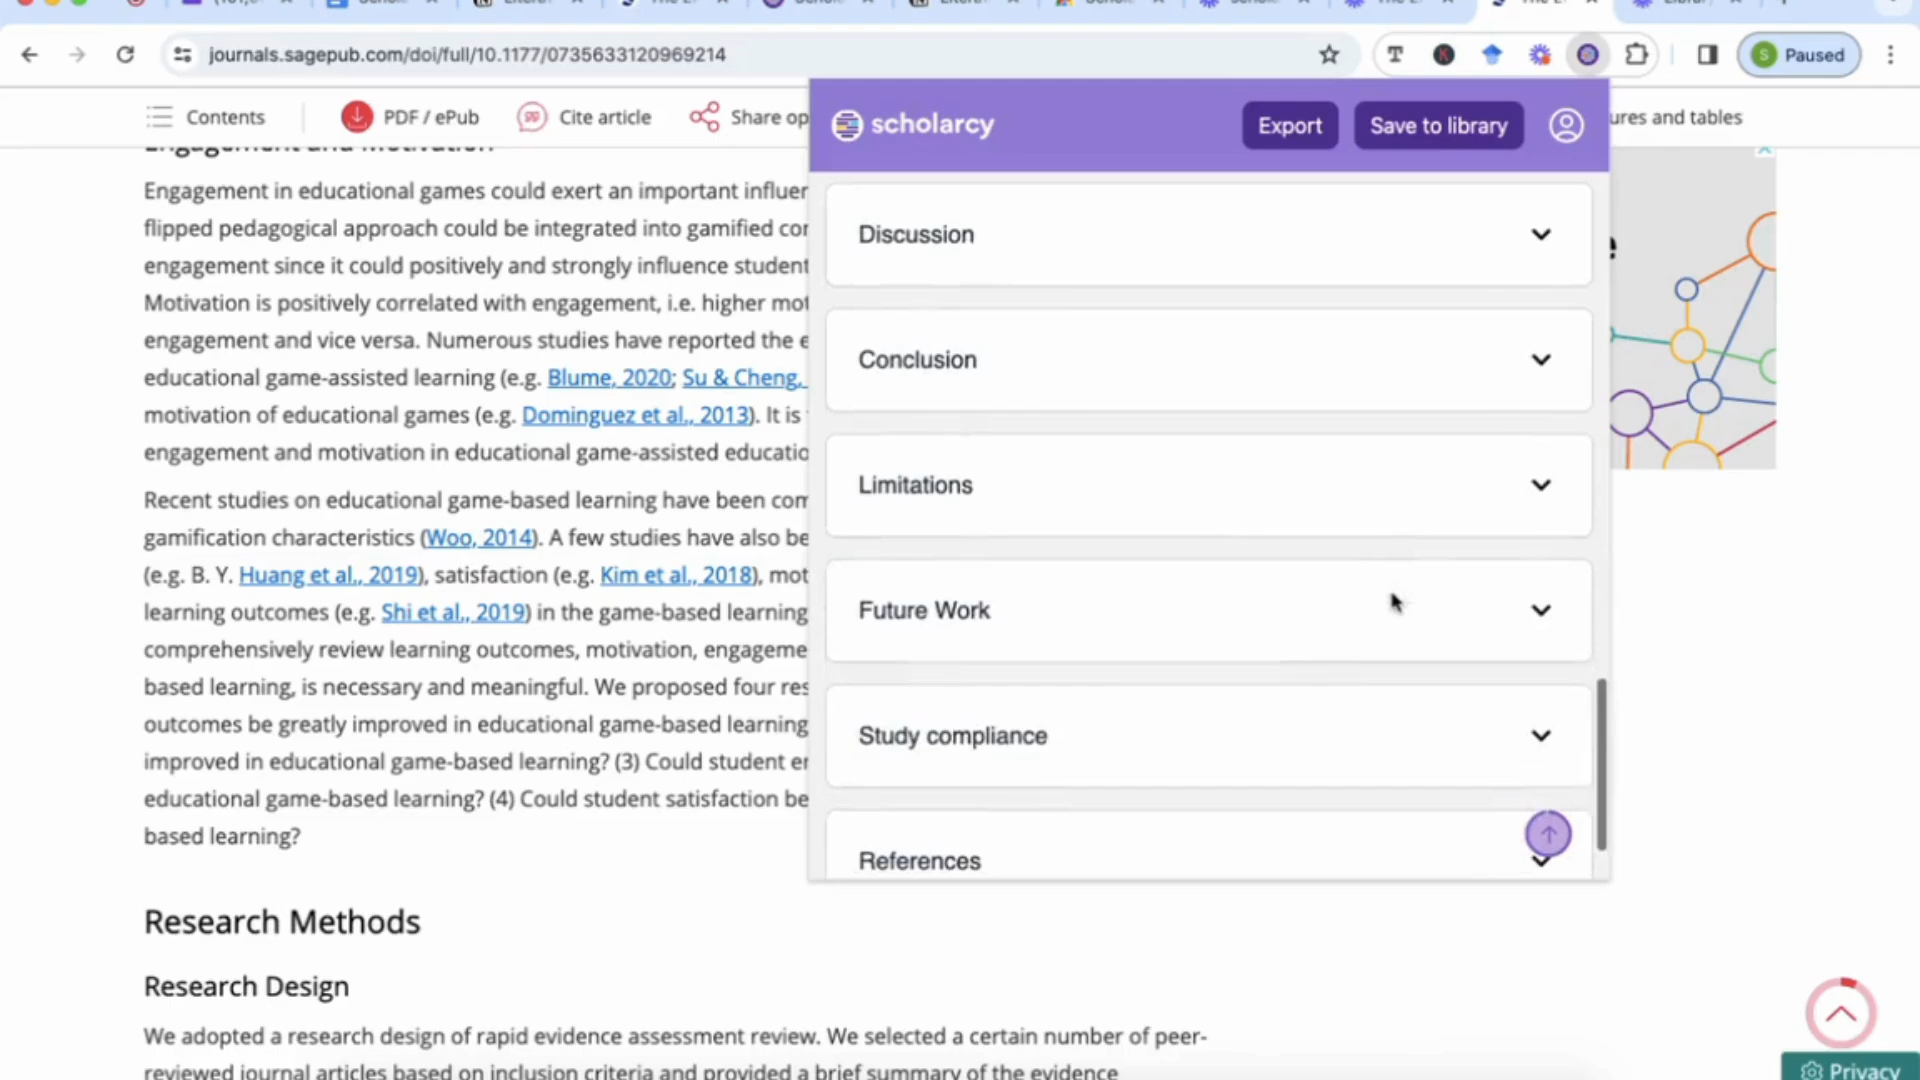 journals.sagepub.com/doi/full/10.1177/0735633120969214
S Paused
Contents
PDF / ePub
Cite article
Share op
ures and tables
scholarcy
Export
Save to library
Engagement and Motivation
Engagement in educational games could exert an important influer
flipped pedagogical approach could be integrated into gamified cor
engagement since it could positively and strongly influence student
Motivation is positively correlated with engagement, i.e. higher mot
engagement and vice versa. Numerous studies have reported the e
educational game-assisted learning (e.g. Blume, 2020; Su & Cheng,
motivation of educational games (e.g. Dominguez et al., 2013). It is
engagement and motivation in educational game-assisted educatio
Recent studies on educational game-based learning have been con
gamification characteristics (Woo, 2014). A few studies have also be
(e.g. B. Y. Huang et al., 2019), satisfaction (e.g. Kim et al., 2018), mot
learning outcomes (e.g. Shi et al., 2019) in the game-based learning
comprehensively review learning outcomes, motivation, engageme
based learning, is necessary and meaningful. We proposed four res
outcomes be greatly improved in educational game-based learning
improved in educational game-based learning? (3) Could student er
educational game-based learning? (4) Could student satisfaction be
based learning?
Discussion
Conclusion
Limitations
Future Work
Study compliance
References
Research Methods
Research Design
We adopted a research design of rapid evidence assessment review. We selected a certain number of peer-
reviewed journal articles based on inclusion criteria and provided a brief summary of the evidence
Privacy